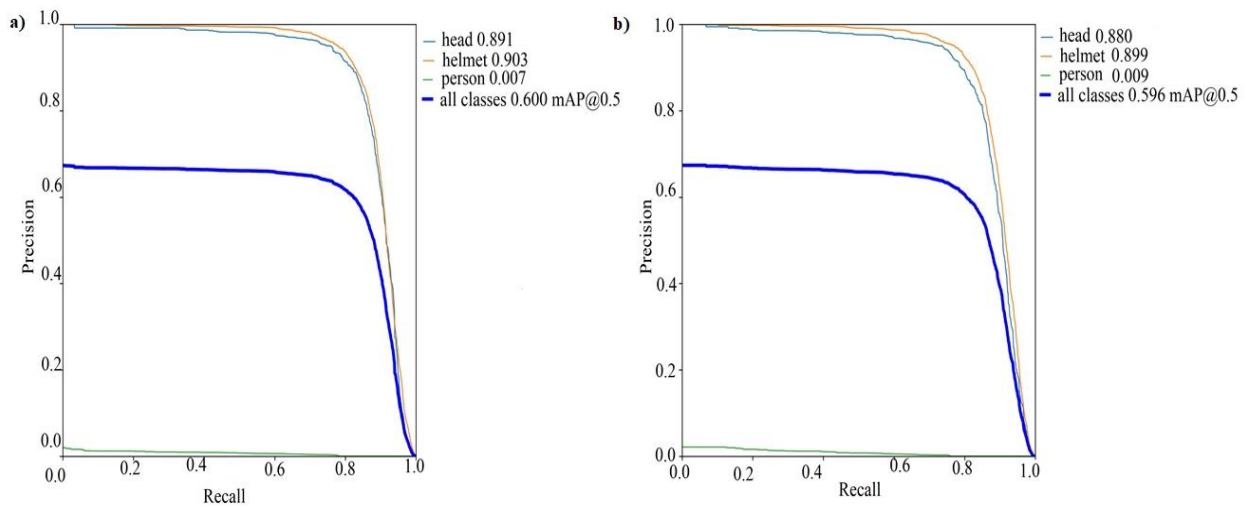 a)
1.0
0.8
0.6
0.4
0.2
0.0
Precision
0.0
0.2
0.4
0.6
0.8
1.0
Recall
head 0.891
helmet 0.903
person 0.007
all classes 0.600 mAP@0.5
b)
1.0
0.8
0.6
0.4
0.2
0.0
Precision
0.0
0.2
0.4
0.6
0.8
1.0
Recall
head 0.880
helmet 0.899
person 0.009
all classes 0.596 mAP@0.5